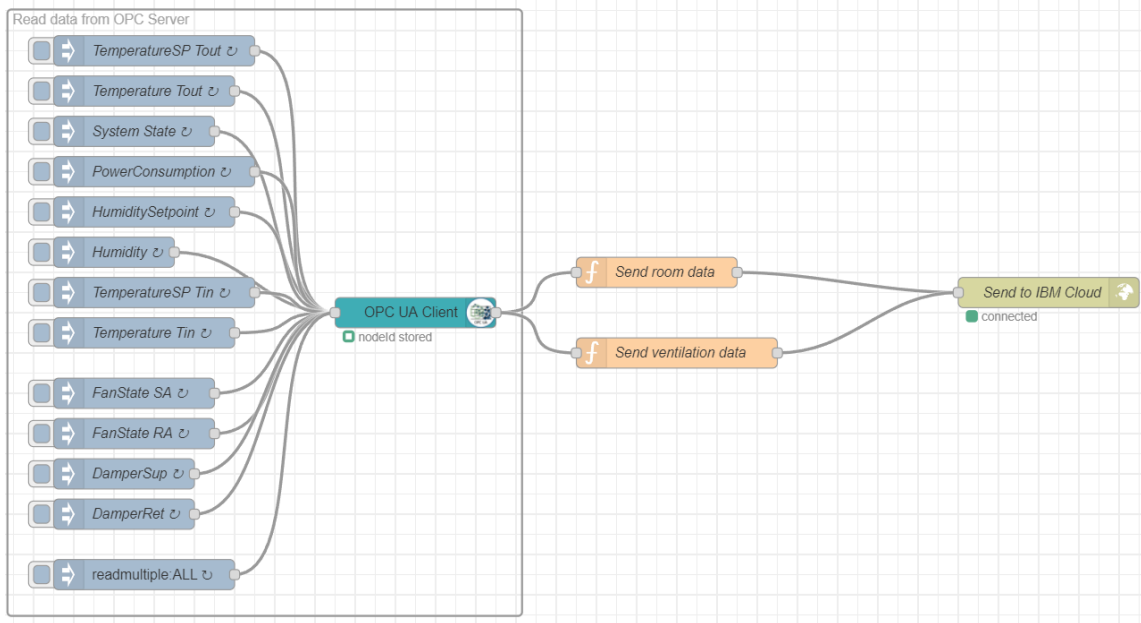 Read data from OPC Server
TemperatureSP Tout ↻
Temperature Tout ↻
System State ↻
PowerConsumption ↻
HumiditySetpoint ↻
Humidity ↻
TemperatureSP Tin ↻
Temperature Tin ↻
FanState SA ↻
FanState RA ↻
DamperSup ↻
DamperRet ↻
readmultiple:ALL ↻
OPC UA Client
OPC UA
nodeId stored
Send room data
Send ventilation data
Send to IBM Cloud
connected